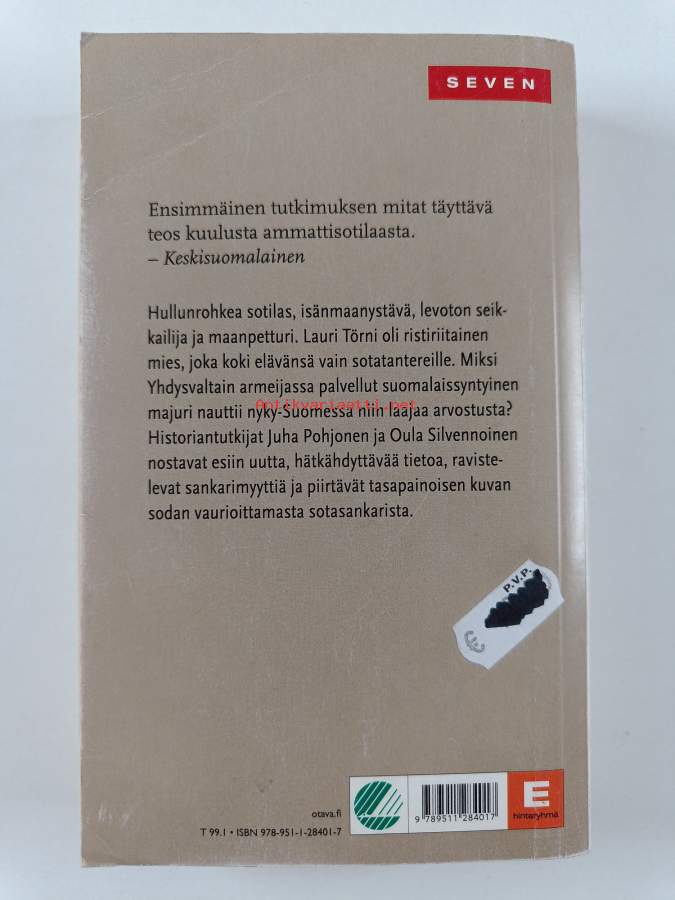 SEVEN
Ensimmäinen tutkimuksen mitat täyttävä
teos kuulusta ammattisotilaasta.
– Keskisuomalainen
Hullunrohkea sotilas, isänmaanystävä, levoton seik-
kailija ja maanpetturi. Lauri Törni oli ristiriitainen
mies, joka koki elävänsä vain sotatantereille. Miksi
Yhdysvaltain armeijassa palvellut suomalaissyntyinen
majuri nauttii nyky-Suomessa niin laajaa arvostusta?
Antikvariaatti.net
Historiantutkijat Juha Pohjonen ja Oula Silvennoinen
nostavat esiin uutta, hätkähdyttävää tietoa, raviste-
levat sankarimyyttiä ja piirtävät tasapainoisen kuvan
sodan vaurioittamasta sotasankarista.
P.V.P.
€
otava.fi
T 99.1 • ISBN 978-951-1-28401-7
9 789511 284017
E
hintaryhmä